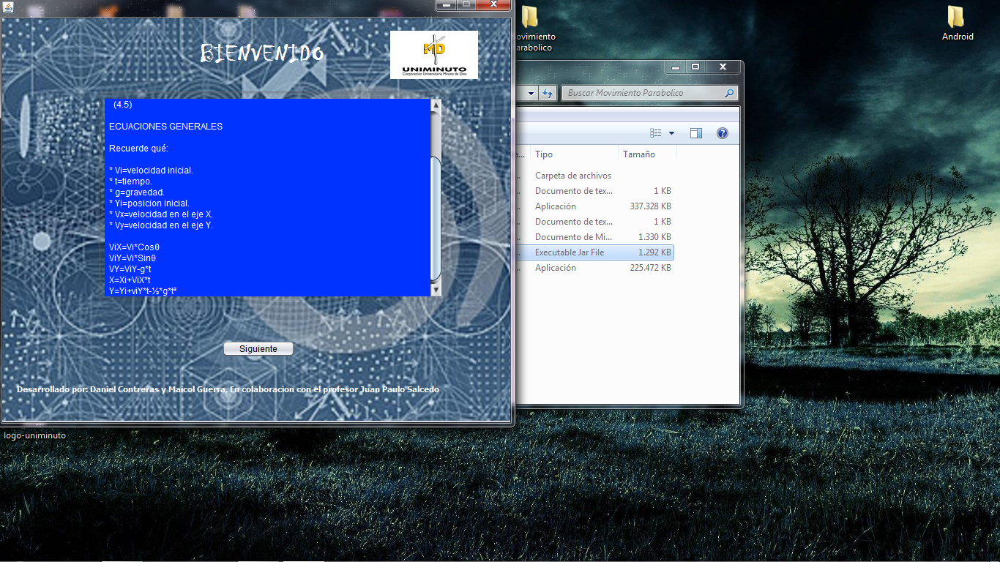 BIENVENIDO
MD
UNIMINUTO
Corporación Universitaria Minuto de Dios
(4.5)
ECUACIONES GENERALES
Recuerde qué:
* Vi=velocidad inicial.
* t=tiempo.
* g=gravedad.
* Yi=posicion inicial.
* Vx=velocidad en el eje X.
* Vy=velocidad en el eje Y.
ViX=Vi*Cosθ
ViY=Vi*Sinθ
VY=ViY-g*t
X=Xi+ViX*t
Y=Yi+viY*t-½*g*t²
Siguiente
Desarrollado por: Daniel Contreras y Maicol Guerra, En colaboracion con el profesor Juan Paulo Salcedo
logo-uniminuto
ovimiento
arabolico
Android
Buscar Movimiento Parabolico
a... Tipo Tamaño
Carpeta de archivos
Documento de tex... 1 KB
Aplicación 337.328 KB
Documento de tex... 1 KB
Documento de Mi... 1.330 KB
Executable Jar File 1.292 KB
Aplicación 225.472 KB